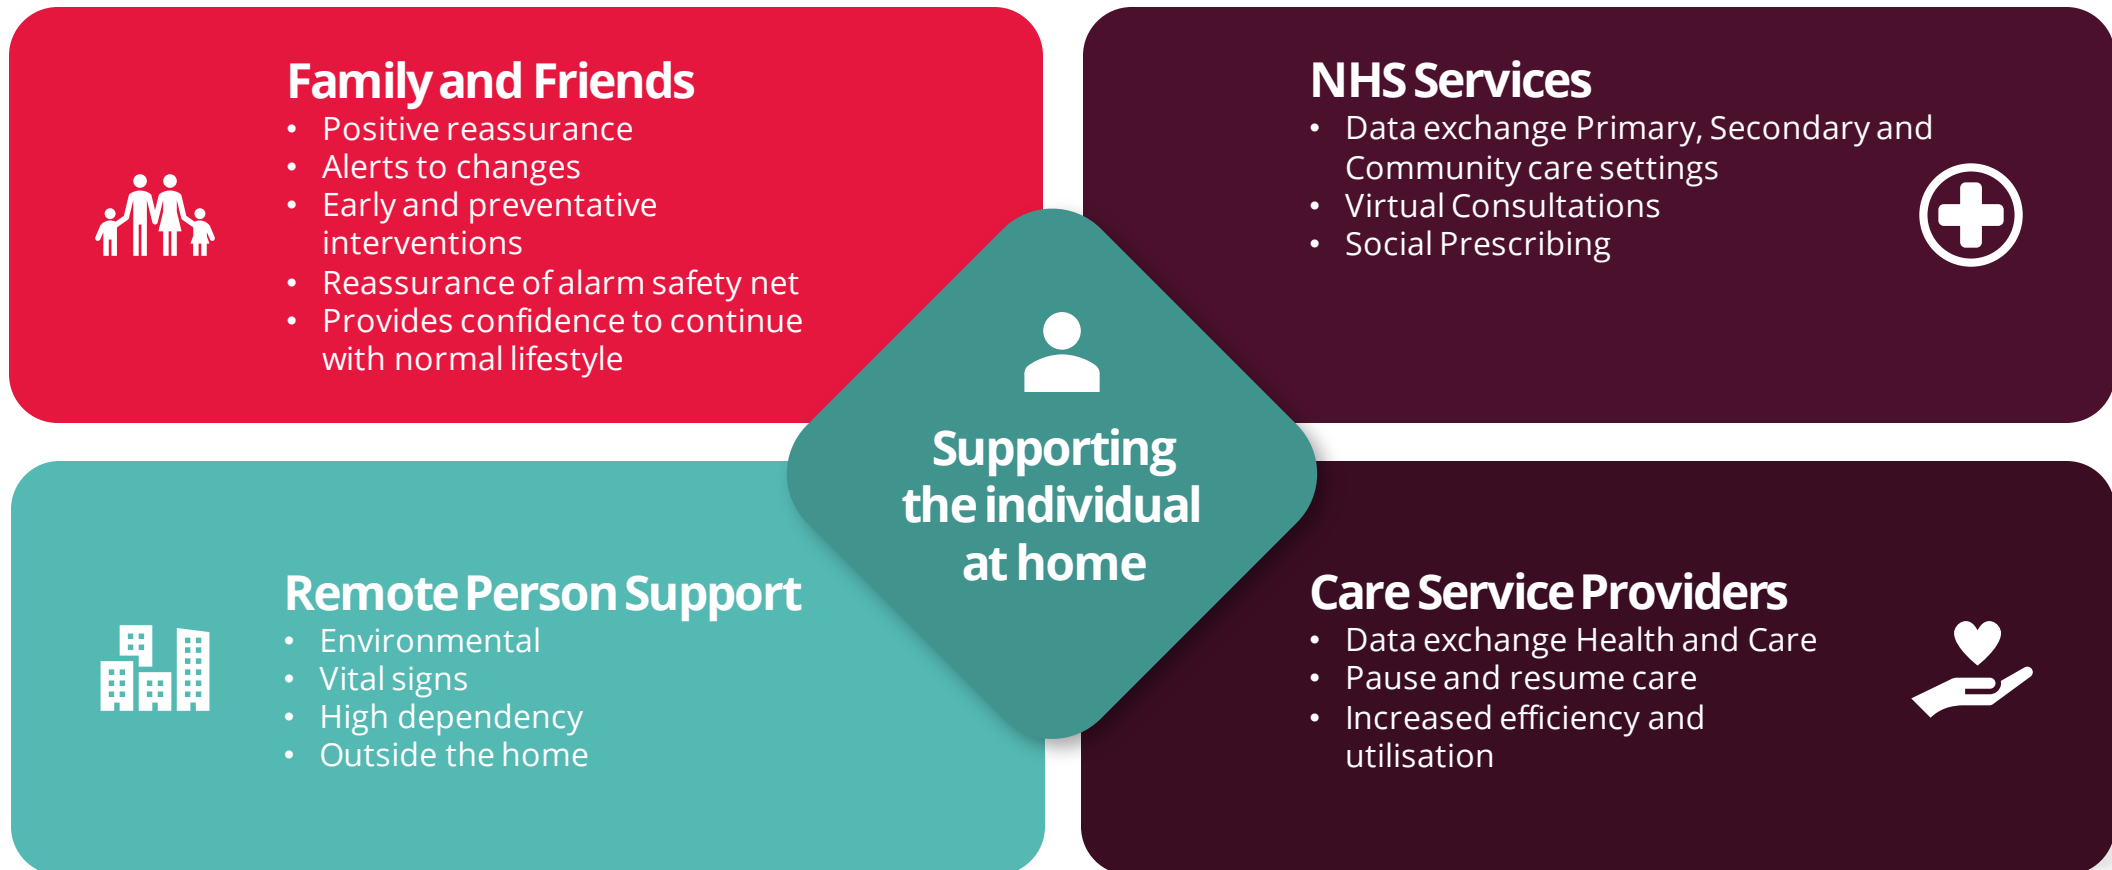 Family and Friends
• Positive reassurance
• Alerts to changes
• Early and preventative
interventions
• Reassurance of alarm safety net
• Provides confidence to continue
with normal lifestyle
NHS Services
• Data exchange Primary, Secondary and
Community care settings
• Virtual Consultations
• Social Prescribing
Supporting
the individual
at home
Remote Person Support
• Environmental
• Vital signs
• High dependency
• Outside the home
Care Service Providers
• Data exchange Health and Care
• Pause and resume care
• Increased efficiency and
utilisation